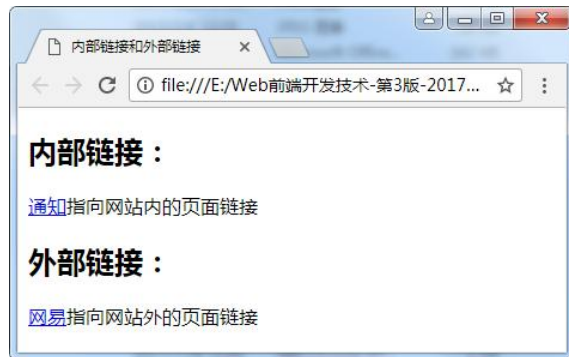 内部链接和外部链接
file:///E:/Web前端开发技术-第3版-2017...
内部链接：
通知指向网站内的页面链接
外部链接：
网易指向网站外的页面链接